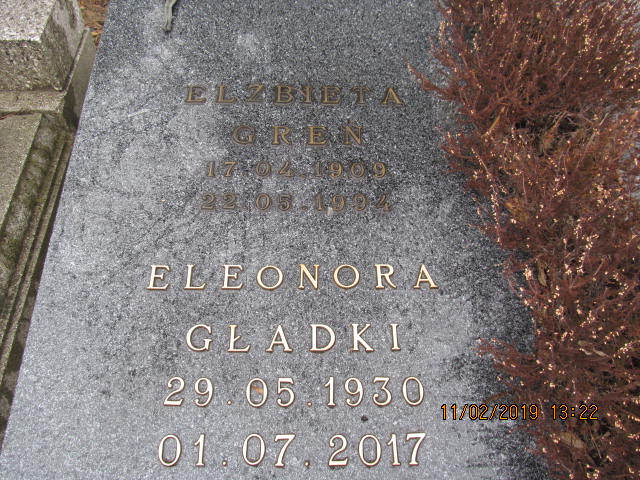 ELŻBIETA
GREŃ
17.04.1909
22.05.1994
ELEONORA
GŁADKI
29.05.1930
01.07.2017
11/02/2019 13:22